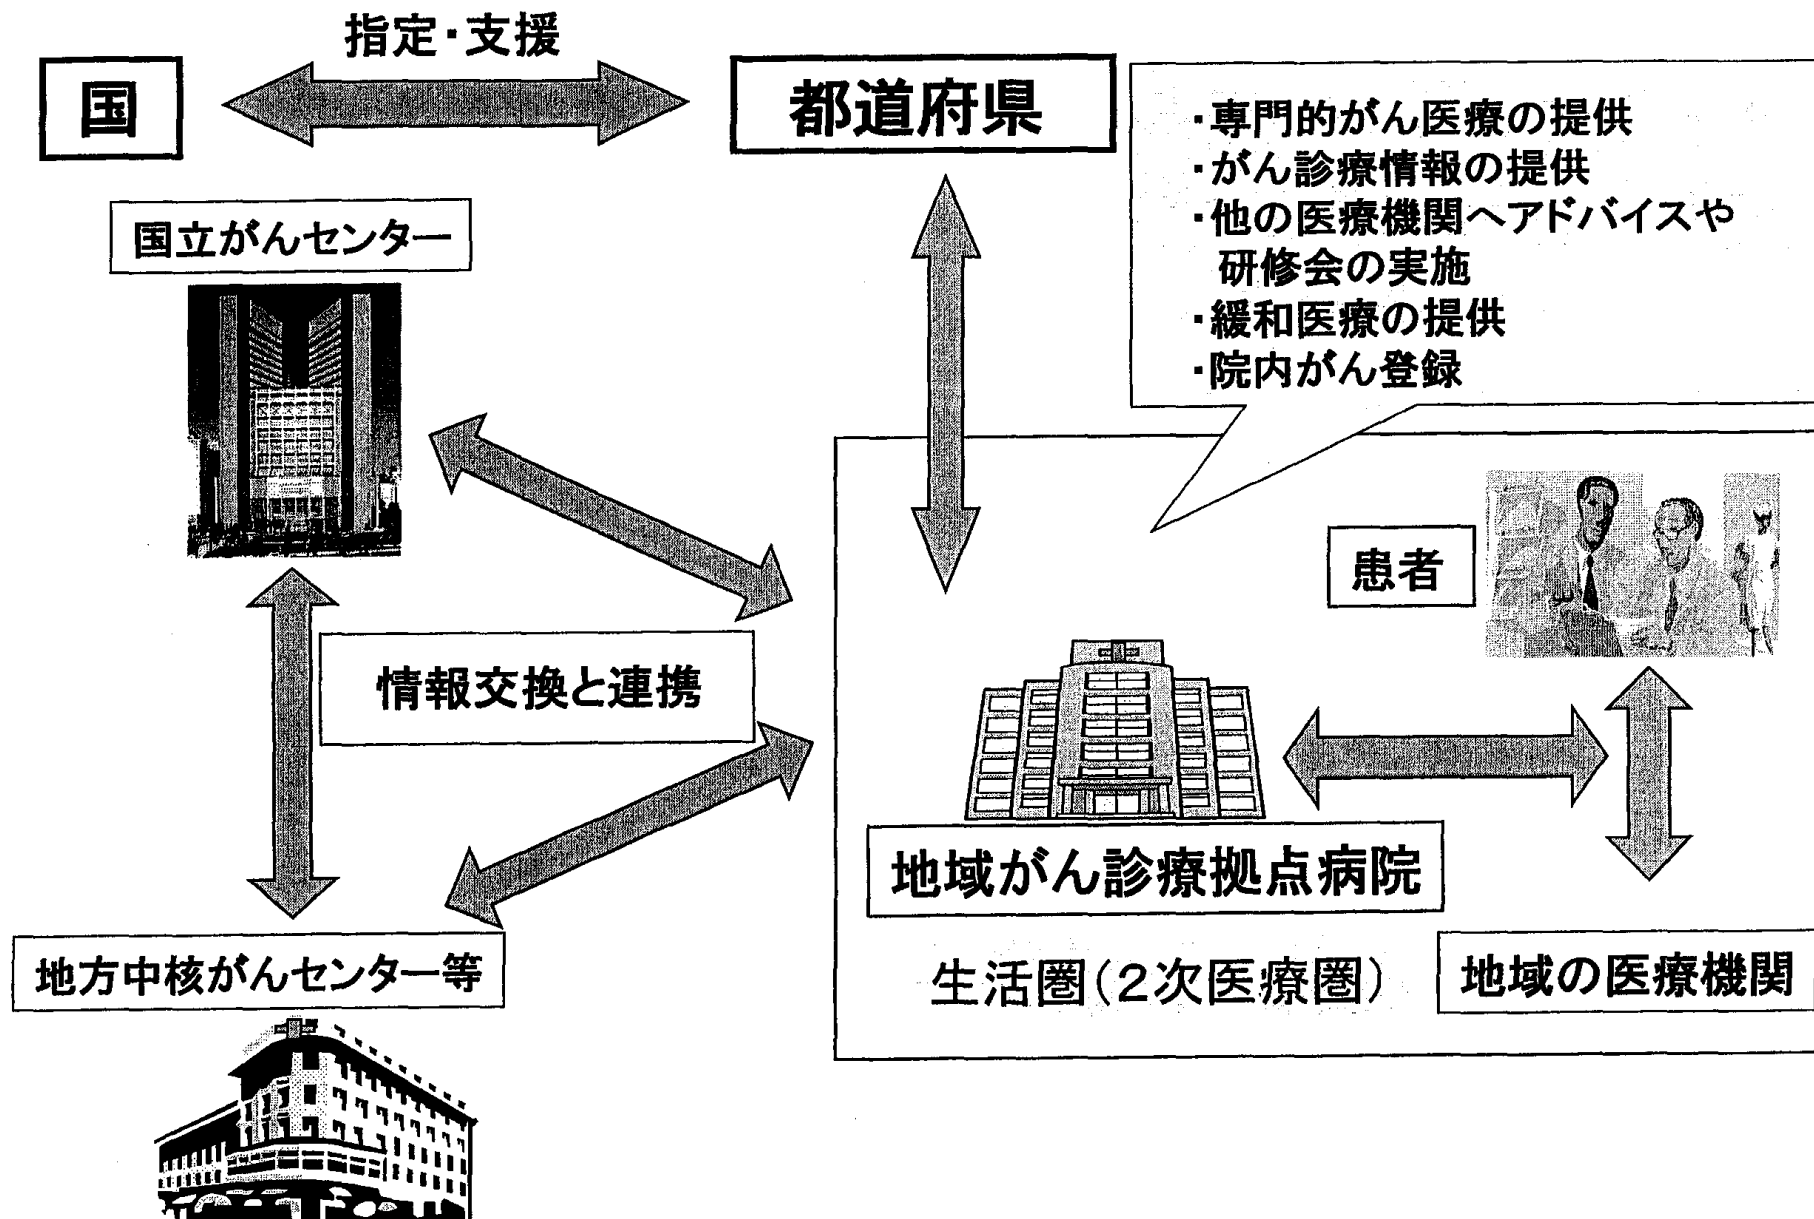 指定・支援
国
都道府県
・専門的がん医療の提供
・がん診療情報の提供
・他の医療機関へアドバイスや
研修会の実施
・緩和医療の提供
・院内がん登録
国立がんセンター
患者
情報交換と連携
地域がん診療拠点病院
地方中核がんセンター等
生活圏（２次医療圏）
地域の医療機関